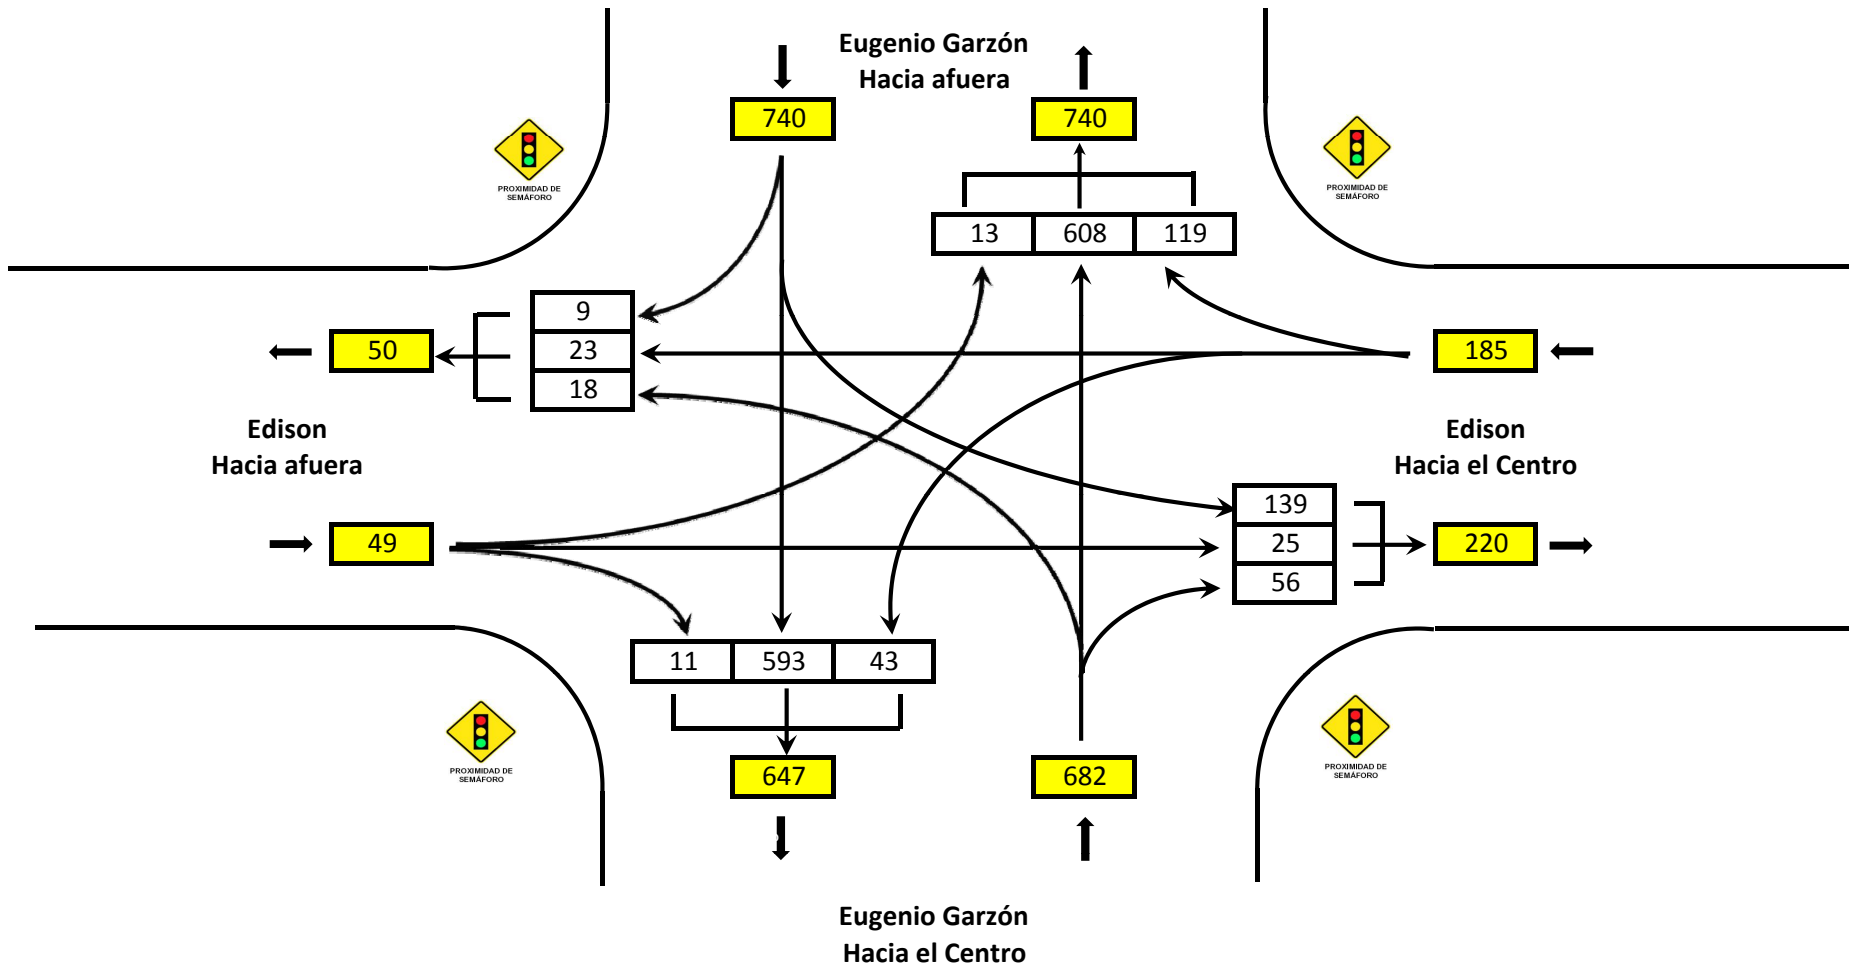 Eugenio Garzón
Hacia afuera
740
740
PROXIMIDAD DE
SEMÁFORO
PROXIMIDAD DE
SEMÁFORO
13 608 119
9
23
18
50
185
Edison
Hacia afuera
Edison
Hacia el Centro
139
25
56
49
220
11 593 43
PROXIMIDAD DE
SEMÁFORO
PROXIMIDAD DE
SEMÁFORO
647
682
Eugenio Garzón
Hacia el Centro